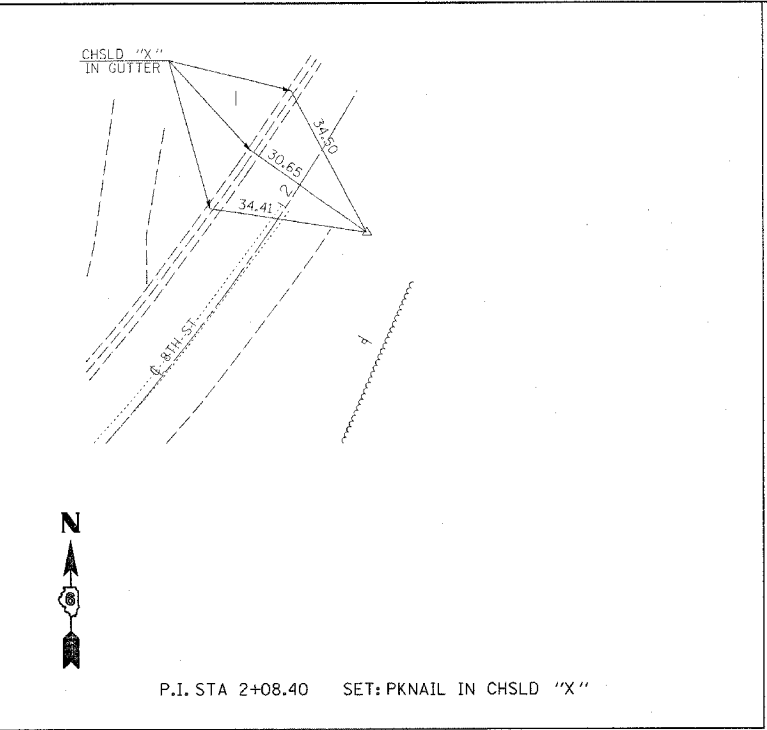 CHSLD "X"
IN GUTTER
34.50
30.65
2
34.41
℄ 8TH ST.
N
6
P.I. STA 2+08.40 SET: PKNAIL IN CHSLD "X"